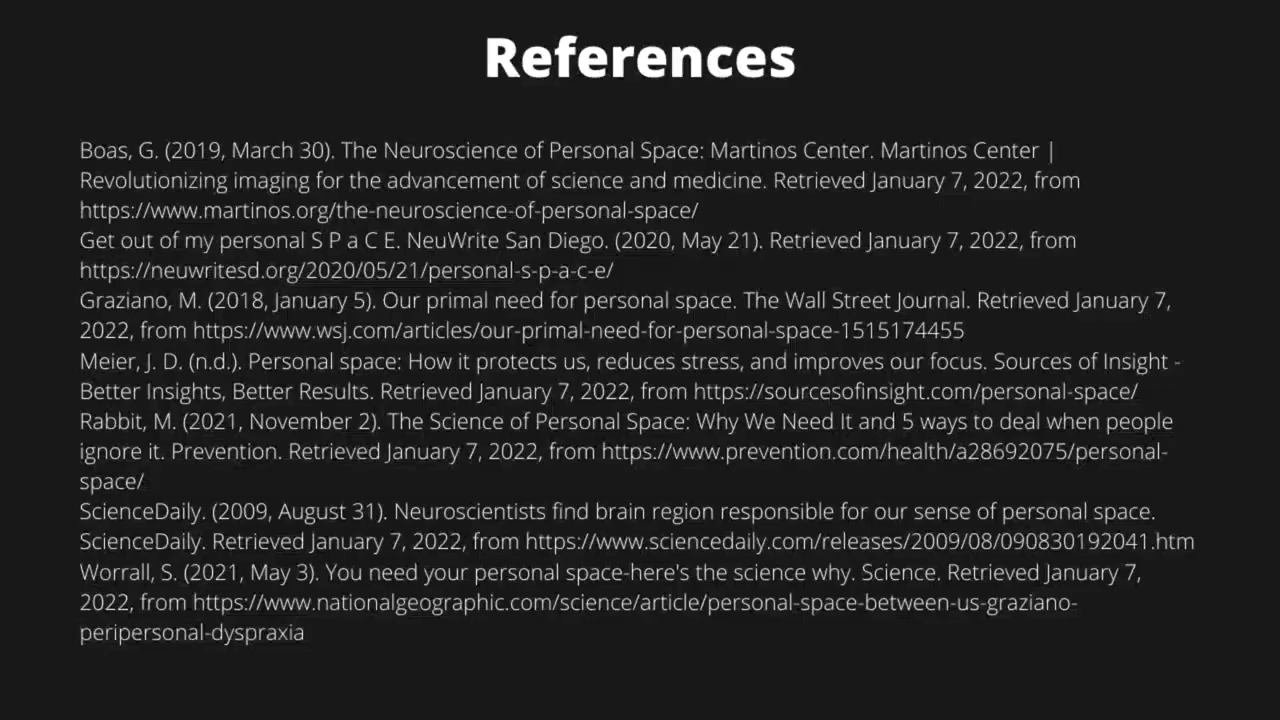 References
Boas, G. (2019, March 30). The Neuroscience of Personal Space: Martinos Center. Martinos Center |
Revolutionizing imaging for the advancement of science and medicine. Retrieved January 7, 2022, from
https://www.martinos.org/the-neuroscience-of-personal-space/
Get out of my personal S P a C E. NeuWrite San Diego. (2020, May 21). Retrieved January 7, 2022, from
https://neuwritesd.org/2020/05/21/personal-s-p-a-c-e/
Graziano, M. (2018, January 5). Our primal need for personal space. The Wall Street Journal. Retrieved January 7,
2022, from https://www.wsj.com/articles/our-primal-need-for-personal-space-1515174455
Meier, J. D. (n.d.). Personal space: How it protects us, reduces stress, and improves our focus. Sources of Insight -
Better Insights, Better Results. Retrieved January 7, 2022, from https://sourcesofinsight.com/personal-space/
Rabbit, M. (2021, November 2). The Science of Personal Space: Why We Need It and 5 ways to deal when people
ignore it. Prevention. Retrieved January 7, 2022, from https://www.prevention.com/health/a28692075/personal-
space/
ScienceDaily. (2009, August 31). Neuroscientists find brain region responsible for our sense of personal space.
ScienceDaily. Retrieved January 7, 2022, from https://www.sciencedaily.com/releases/2009/08/090830192041.htm
Worrall, S. (2021, May 3). You need your personal space-here's the science why. Science. Retrieved January 7,
2022, from https://www.nationalgeographic.com/science/article/personal-space-between-us-graziano-
peripersonal-dyspraxia